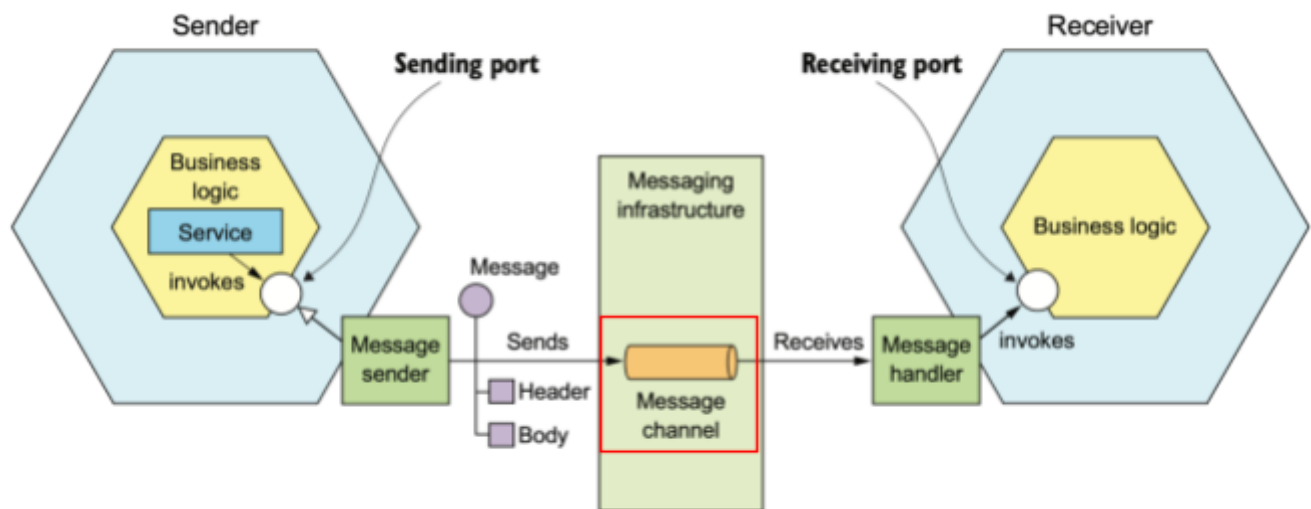 Sender
Receiver
Sending port
Receiving port
Business
logic
Service
invokes
Message
Messaging
infrastructure
Business logic
Message
sender
Sends
Header
Body
Message
channel
Receives
Message
handler
invokes